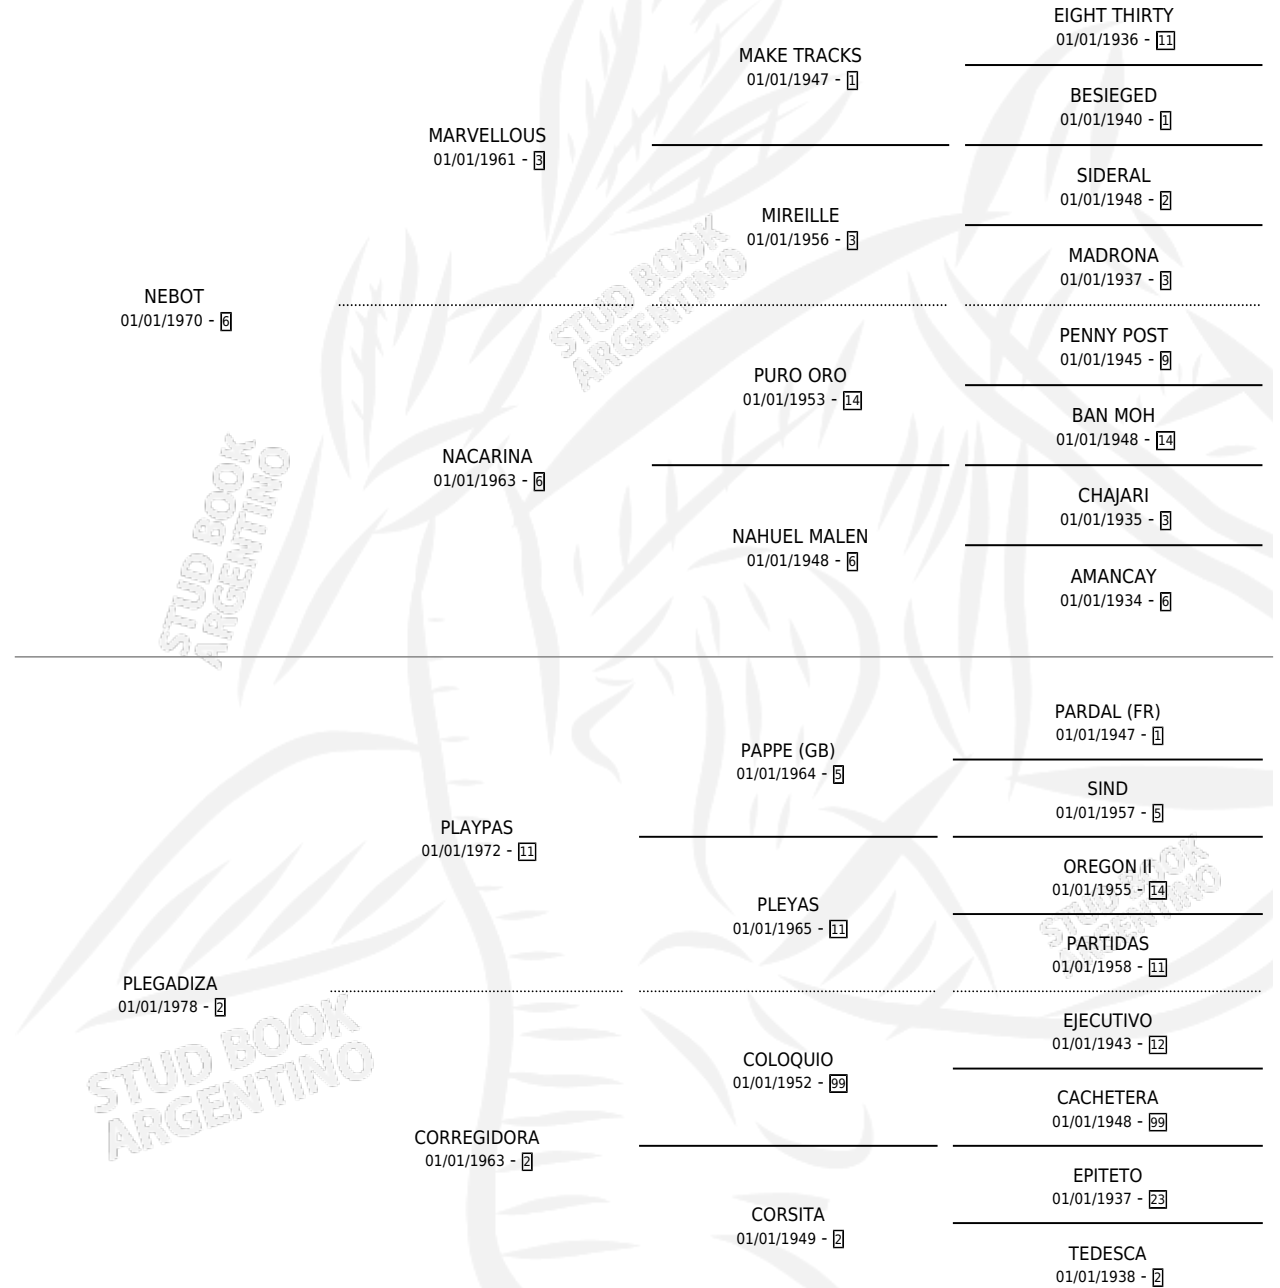 EIGHT THIRTY
01/01/1936 - 11
MAKE TRACKS
01/01/1947 - 1
BESIEGED
01/01/1940 - 1
MARVELLOUS
01/01/1961 - 3
SIDERAL
01/01/1948 - 2
MIREILLE
01/01/1956 - 3
MADRONA
01/01/1937 - 3
NEBOT
01/01/1970 - 6
PENNY POST
01/01/1945 - 9
PURO ORO
01/01/1953 - 14
BAN MOH
01/01/1948 - 14
NACARINA
01/01/1963 - 6
CHAJARI
01/01/1935 - 3
NAHUEL MALEN
01/01/1948 - 6
AMANCAY
01/01/1934 - 6
PARDAL (FR)
01/01/1947 - 1
PAPPE (GB)
01/01/1964 - 5
SIND
01/01/1957 - 5
PLAYPAS
01/01/1972 - 11
OREGON II
01/01/1955 - 14
PLEYAS
01/01/1965 - 11
PARTIDAS
01/01/1958 - 11
PLEGADIZA
01/01/1978 - 2
EJECUTIVO
01/01/1943 - 12
COLOQUIO
01/01/1952 - 99
CACHETERA
01/01/1948 - 99
CORREGIDORA
01/01/1963 - 2
EPITETO
01/01/1937 - 23
CORSITA
01/01/1949 - 2
TEDESCA
01/01/1938 - 2
STUD BOOK
ARGENTINO
STUD BOOK
ARGENTINO
STUD BOOK
ARGENTINO
STUD BOOK
ARGENTINO